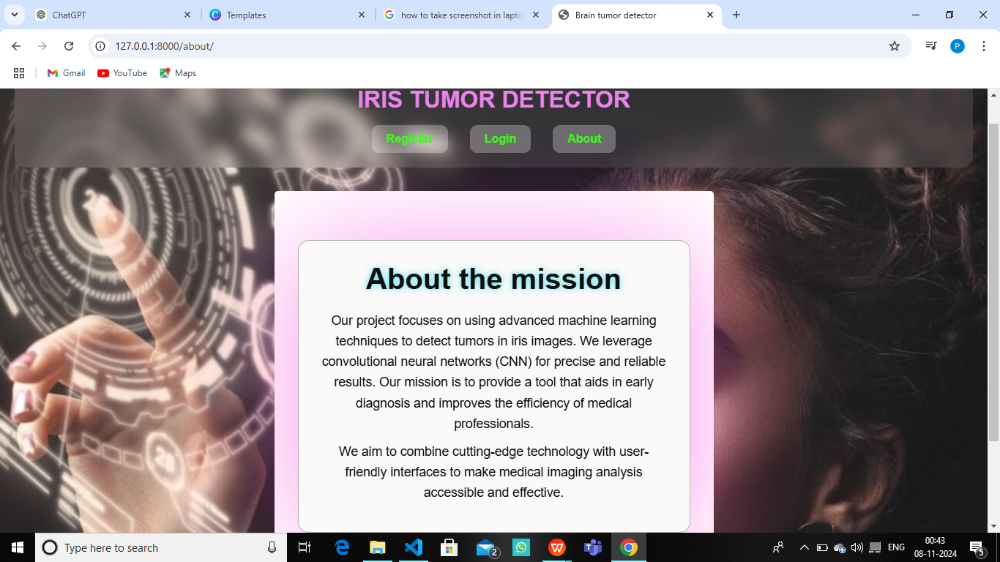 ChatGPT
Templates
how to take screenshot in lapto
Brain tumor detector
127.0.0.1:8000/about/
P
Gmail
YouTube
Maps
IRIS TUMOR DETECTOR
Register
Login
About
About the mission
Our project focuses on using advanced machine learning
techniques to detect tumors in iris images. We leverage
convolutional neural networks (CNN) for precise and reliable
results. Our mission is to provide a tool that aids in early
diagnosis and improves the efficiency of medical
professionals.
We aim to combine cutting-edge technology with user-
friendly interfaces to make medical imaging analysis
accessible and effective.
Type here to search
2
ENG
00:43
08-11-2024
5